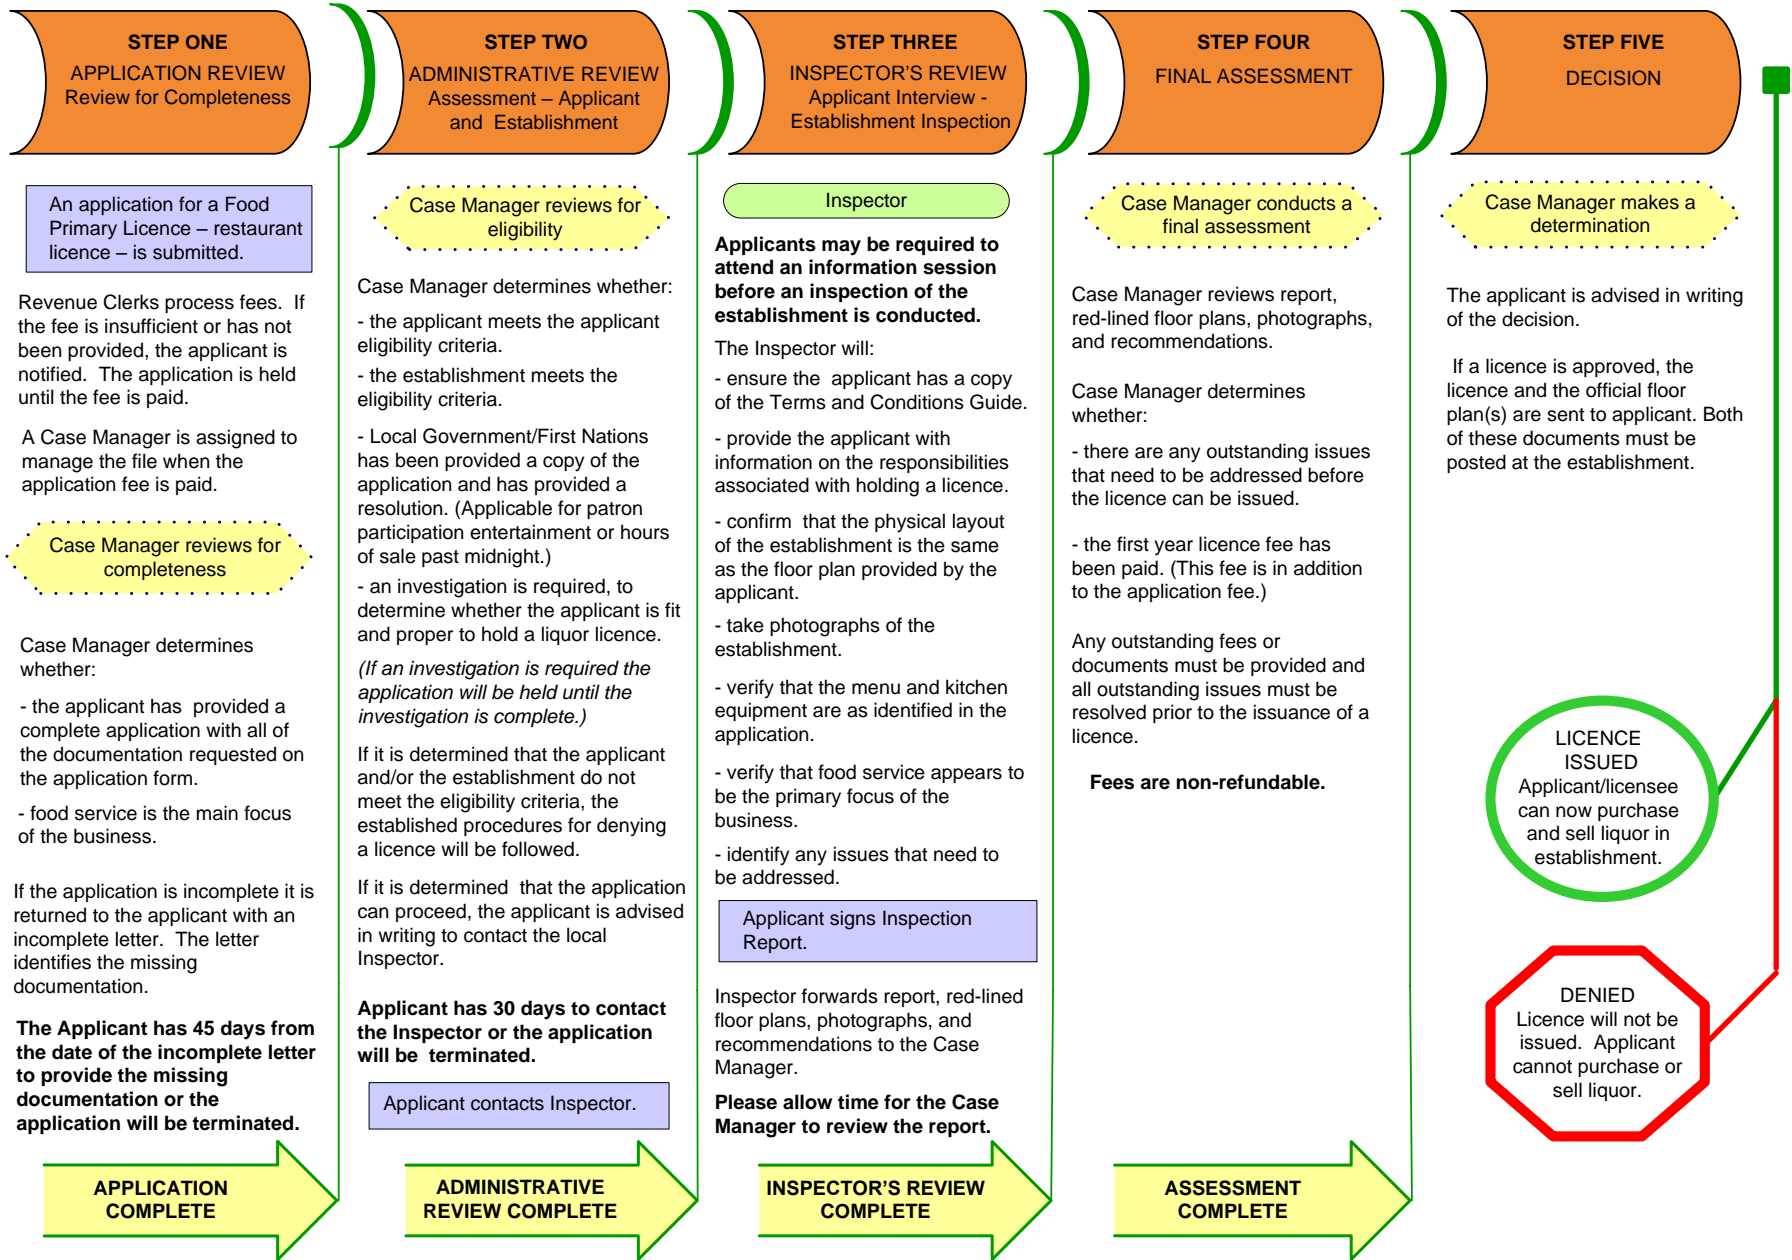 STEP ONE
APPLICATION REVIEW
Review for Completeness
An application for a Food
Primary Licence – restaurant
licence – is submitted.
Revenue Clerks process fees.  If
the fee is insufficient or has not
been provided, the applicant is
notified.  The application is held
until the fee is paid.
A Case Manager is assigned to
manage the file when the
application fee is paid.
Case Manager reviews for
completeness
Case Manager determines
whether:
- the applicant has  provided a
complete application with all of
the documentation requested on
the application form.
- food service is the main focus
of the business.
If the application is incomplete it is
returned to the applicant with an
incomplete letter.  The letter
identifies the missing
documentation.
The Applicant has 45 days from
the date of the incomplete letter
to provide the missing
documentation or the
application will be terminated.
APPLICATION
COMPLETE
STEP TWO
ADMINISTRATIVE REVIEW
Assessment – Applicant
and  Establishment
Case Manager reviews for
eligibility
Case Manager determines whether:
- the applicant meets the applicant
eligibility criteria.
- the establishment meets the
eligibility criteria.
- Local Government/First Nations
has been provided a copy of the
application and has provided a
resolution. (Applicable for patron
participation entertainment or hours
of sale past midnight.)
- an investigation is required, to
determine whether the applicant is fit
and proper to hold a liquor licence.
(If an investigation is required the
application will be held until the
investigation is complete.)
If it is determined that the applicant
and/or the establishment do not
meet the eligibility criteria, the
established procedures for denying
a licence will be followed.
If it is determined  that the application
can proceed, the applicant is advised
in writing to contact the local
Inspector.
Applicant has 30 days to contact
the Inspector or the application
will be  terminated.
Applicant contacts Inspector.
ADMINISTRATIVE
REVIEW COMPLETE
STEP THREE
INSPECTOR'S REVIEW
Applicant Interview -
Establishment Inspection
Inspector
Applicants may be required to
attend an information session
before an inspection of the
establishment is conducted.
The Inspector will:
- ensure the  applicant has a copy
of the Terms and Conditions Guide.
- provide the applicant with
information on the responsibilities
associated with holding a licence.
- confirm  that the physical layout
of the establishment is the same
as the floor plan provided by the
applicant.
- take photographs of the
establishment.
- verify that the menu and kitchen
equipment are as identified in the
application.
- verify that food service appears to
be the primary focus of the
business.
- identify any issues that need to
be addressed.
Applicant signs Inspection
Report.
Inspector forwards report, red-lined
floor plans, photographs, and
recommendations to the Case
Manager.
Please allow time for the Case
Manager to review the report.
INSPECTOR'S REVIEW
COMPLETE
STEP FOUR
FINAL ASSESSMENT
Case Manager conducts a
final assessment
Case Manager reviews report,
red-lined floor plans, photographs,
and recommendations.
Case Manager determines
whether:
- there are any outstanding issues
that need to be addressed before
the licence can be issued.
- the first year licence fee has
been paid. (This fee is in addition
to the application fee.)
Any outstanding fees or
documents must be provided and
all outstanding issues must be
resolved prior to the issuance of a
licence.
Fees are non-refundable.
ASSESSMENT
COMPLETE
STEP FIVE
DECISION
Case Manager makes a
determination
The applicant is advised in writing
of the decision.
If a licence is approved, the
licence and the official floor
plan(s) are sent to applicant. Both
of these documents must be
posted at the establishment.
LICENCE
ISSUED
Applicant/licensee
can now purchase
and sell liquor in
establishment.
DENIED
Licence will not be
issued.  Applicant
cannot purchase or
sell liquor.